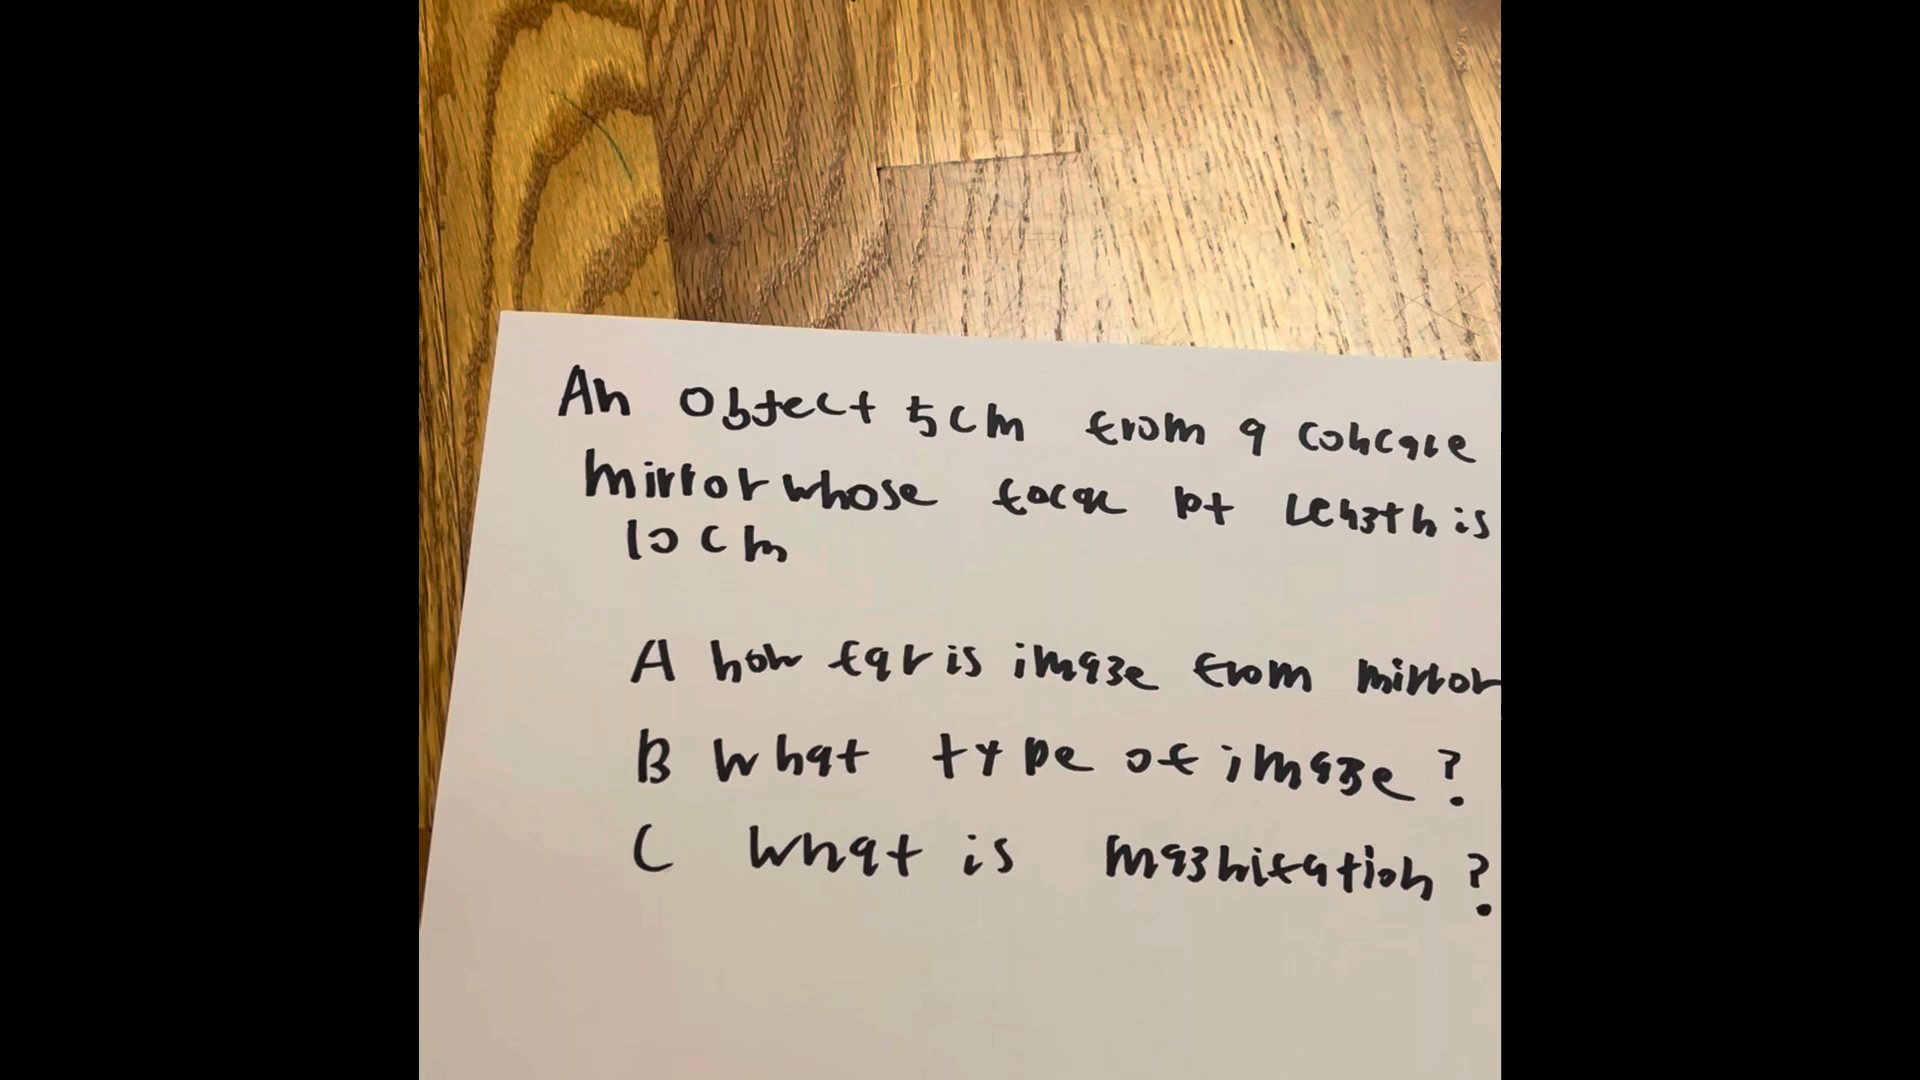 An object 5cm from a concave
mirror whose focal pt length is
10cm
A how far is image from mirror
B what type of image?
C what is magnifation?